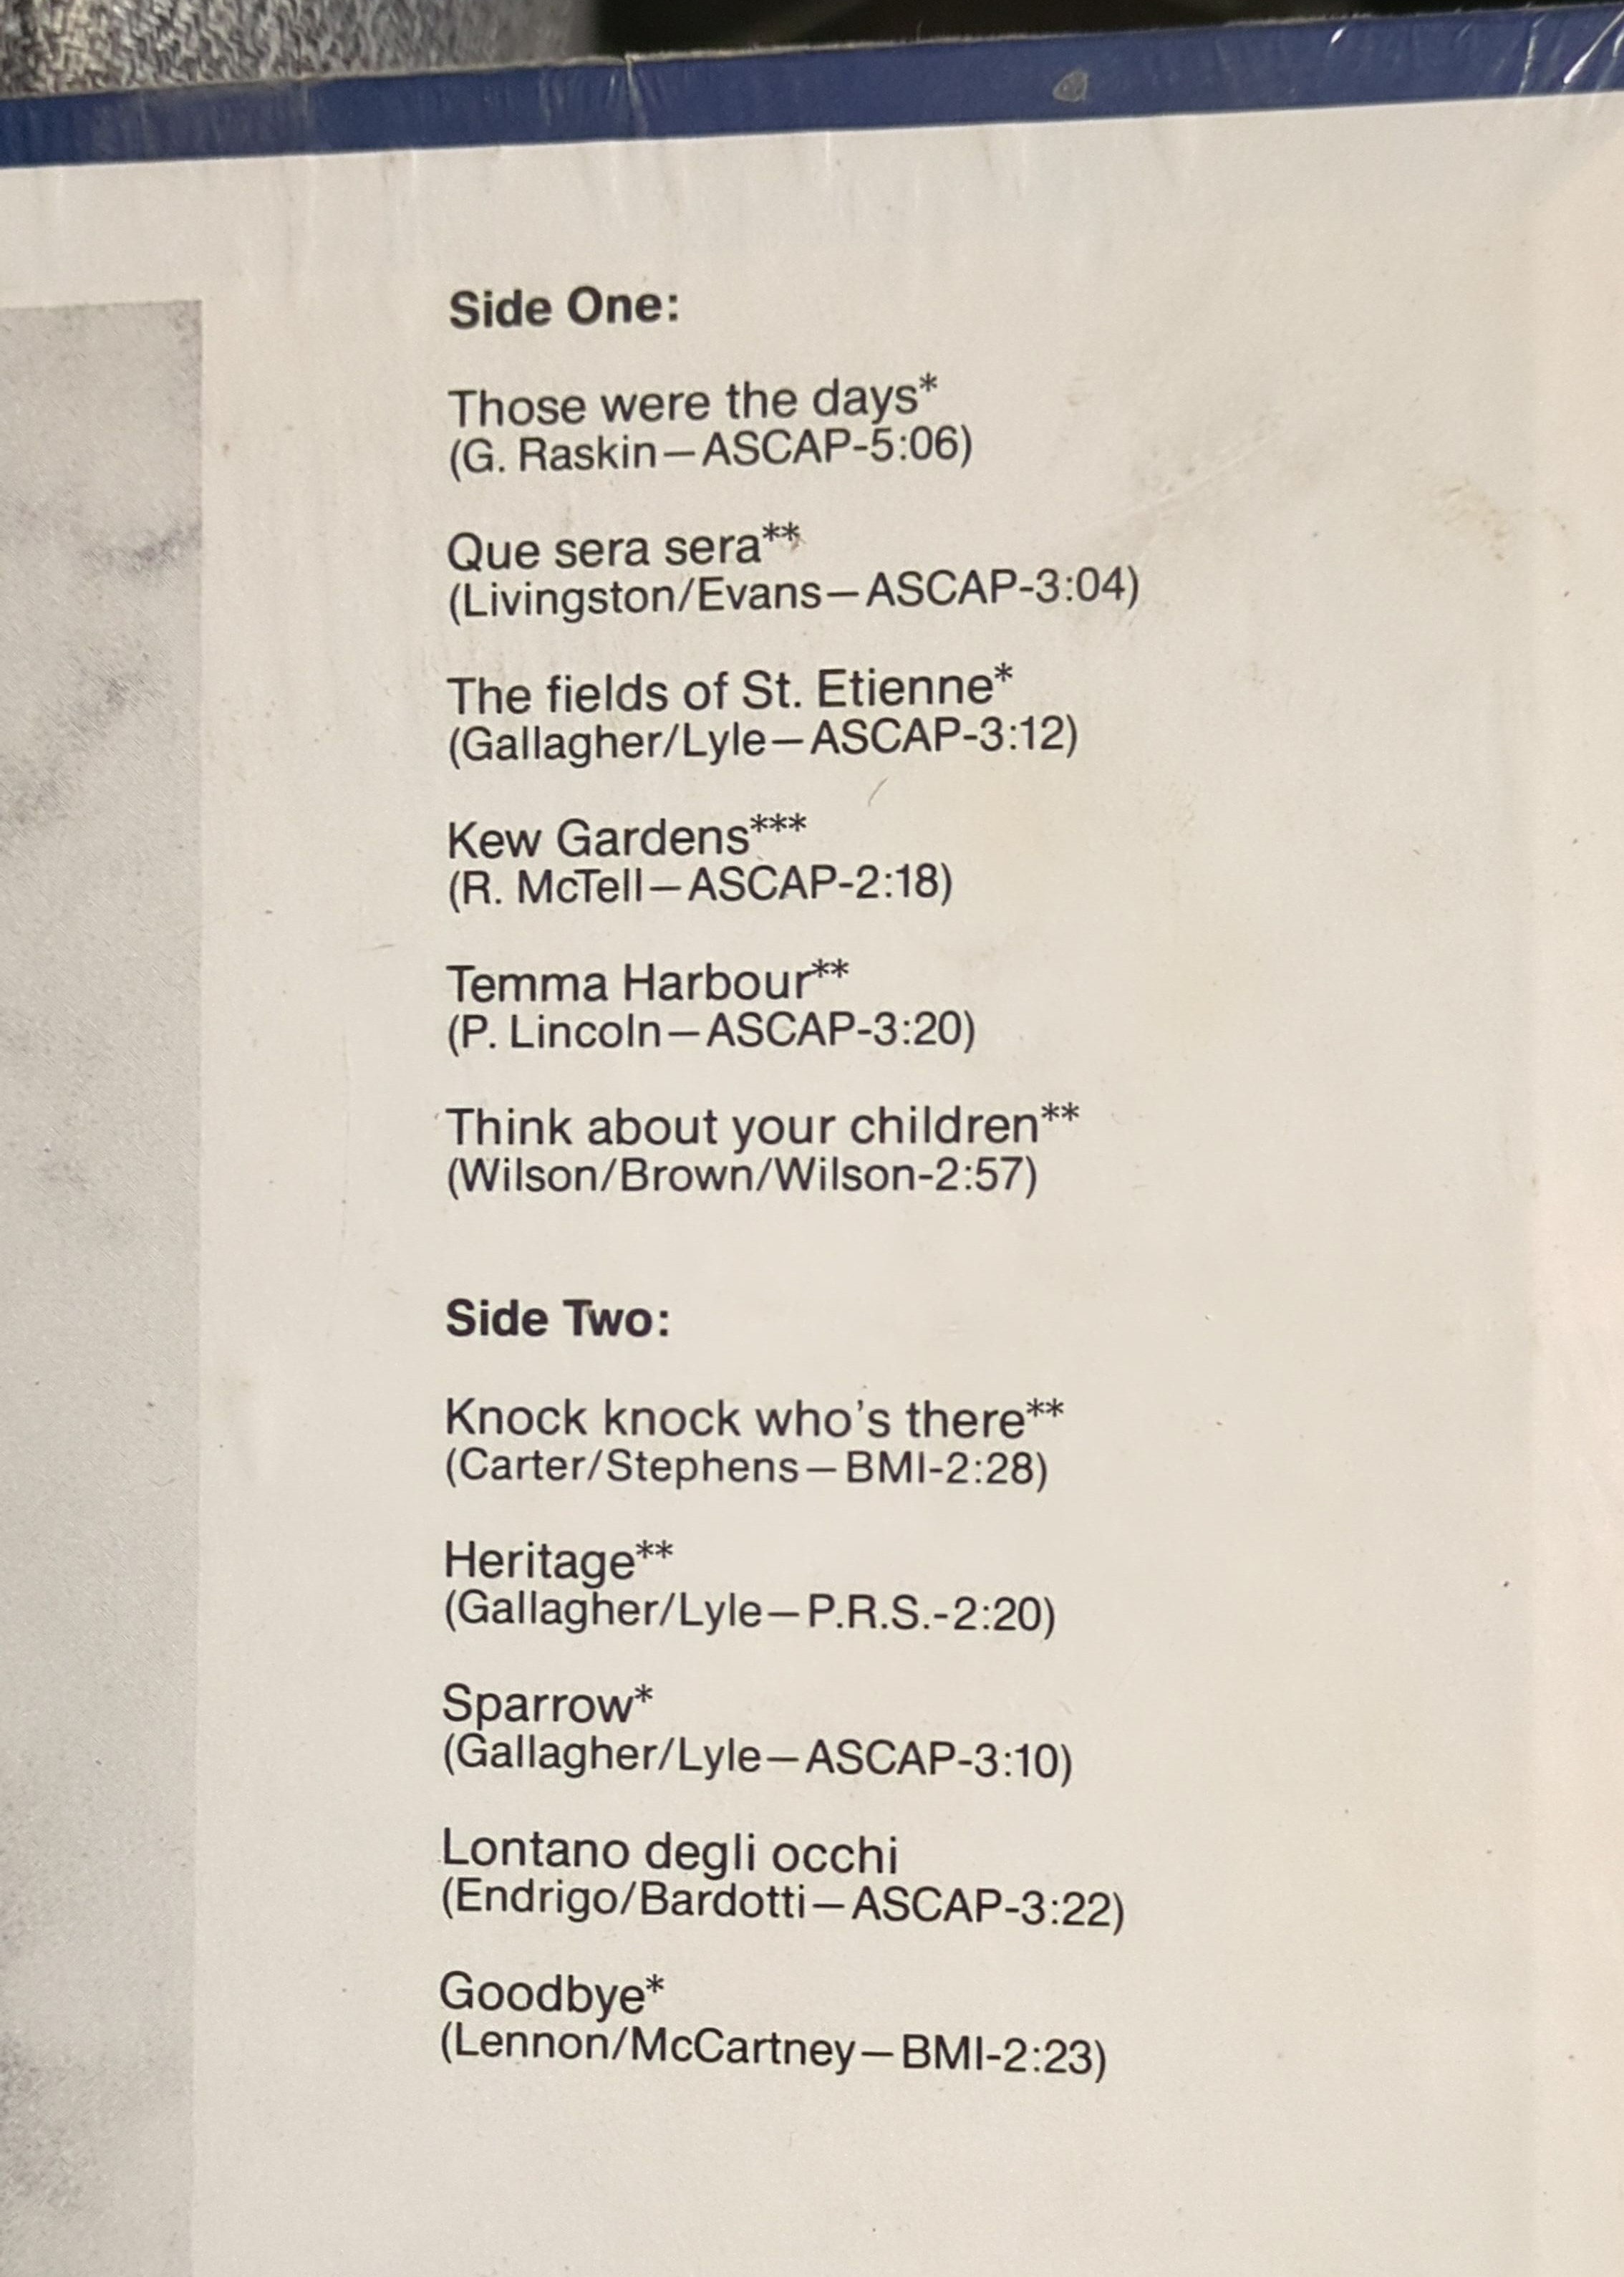 Side One:
Those were the days*
(G. Raskin—ASCAP-5:06)
Que sera sera**
(Livingston/Evans—ASCAP-3:04)
The fields of St. Etienne*
(Gallagher/Lyle—ASCAP-3:12)
Kew Gardens***
(R. McTell—ASCAP-2:18)
Temma Harbour**
(P. Lincoln—ASCAP-3:20)
Think about your children**
(Wilson/Brown/Wilson-2:57)
Side Two:
Knock knock who's there**
(Carter/Stephens—BMI-2:28)
Heritage**
(Gallagher/Lyle—P.R.S.-2:20)
Sparrow*
(Gallagher/Lyle—ASCAP-3:10)
Lontano degli occhi
(Endrigo/Bardotti—ASCAP-3:22)
Goodbye*
(Lennon/McCartney—BMI-2:23)